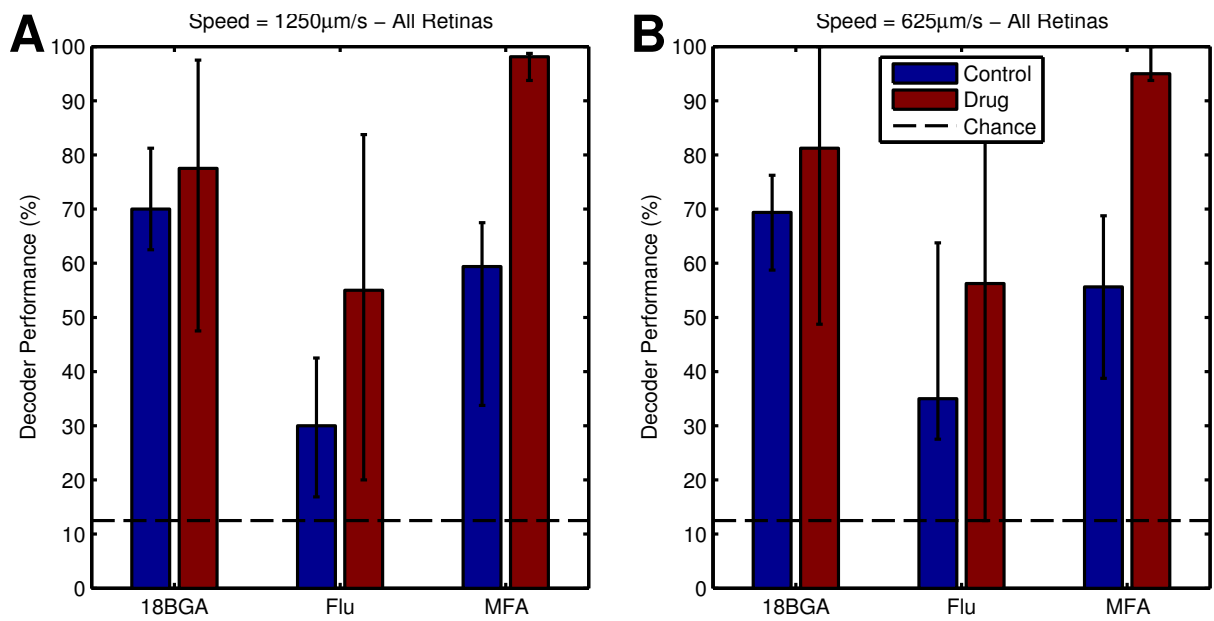 A
Speed = 1250μm/s – All Retinas
Decoder Performance (%)
100
90
80
70
60
50
40
30
20
10
0
18BGA Flu MFA
B
Speed = 625μm/s – All Retinas
Decoder Performance (%)
100
90
80
70
60
50
40
30
20
10
0
Control
Drug
Chance
18BGA Flu MFA